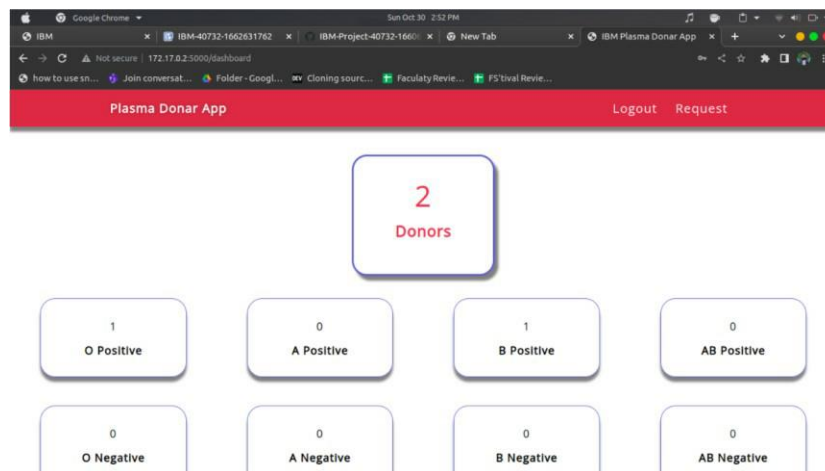 Google Chrome
Sun Oct 30 2:52 PM
IBM
IBM-40732-1662631762
IBM-Project-40732-1660
New Tab
IBM Plasma Donar App
Not secure | 172.17.0.2:5000/dashboard
how to use sn...
Join conversat...
Folder - Googl...
DEV Cloning sourc...
Faculaty Revie...
FS'tival Revie...
Plasma Donar App
Logout Request
2
Donors
1 0 1 0
O Positive A Positive B Positive AB Positive
0 0 0 0
O Negative A Negative B Negative AB Negative